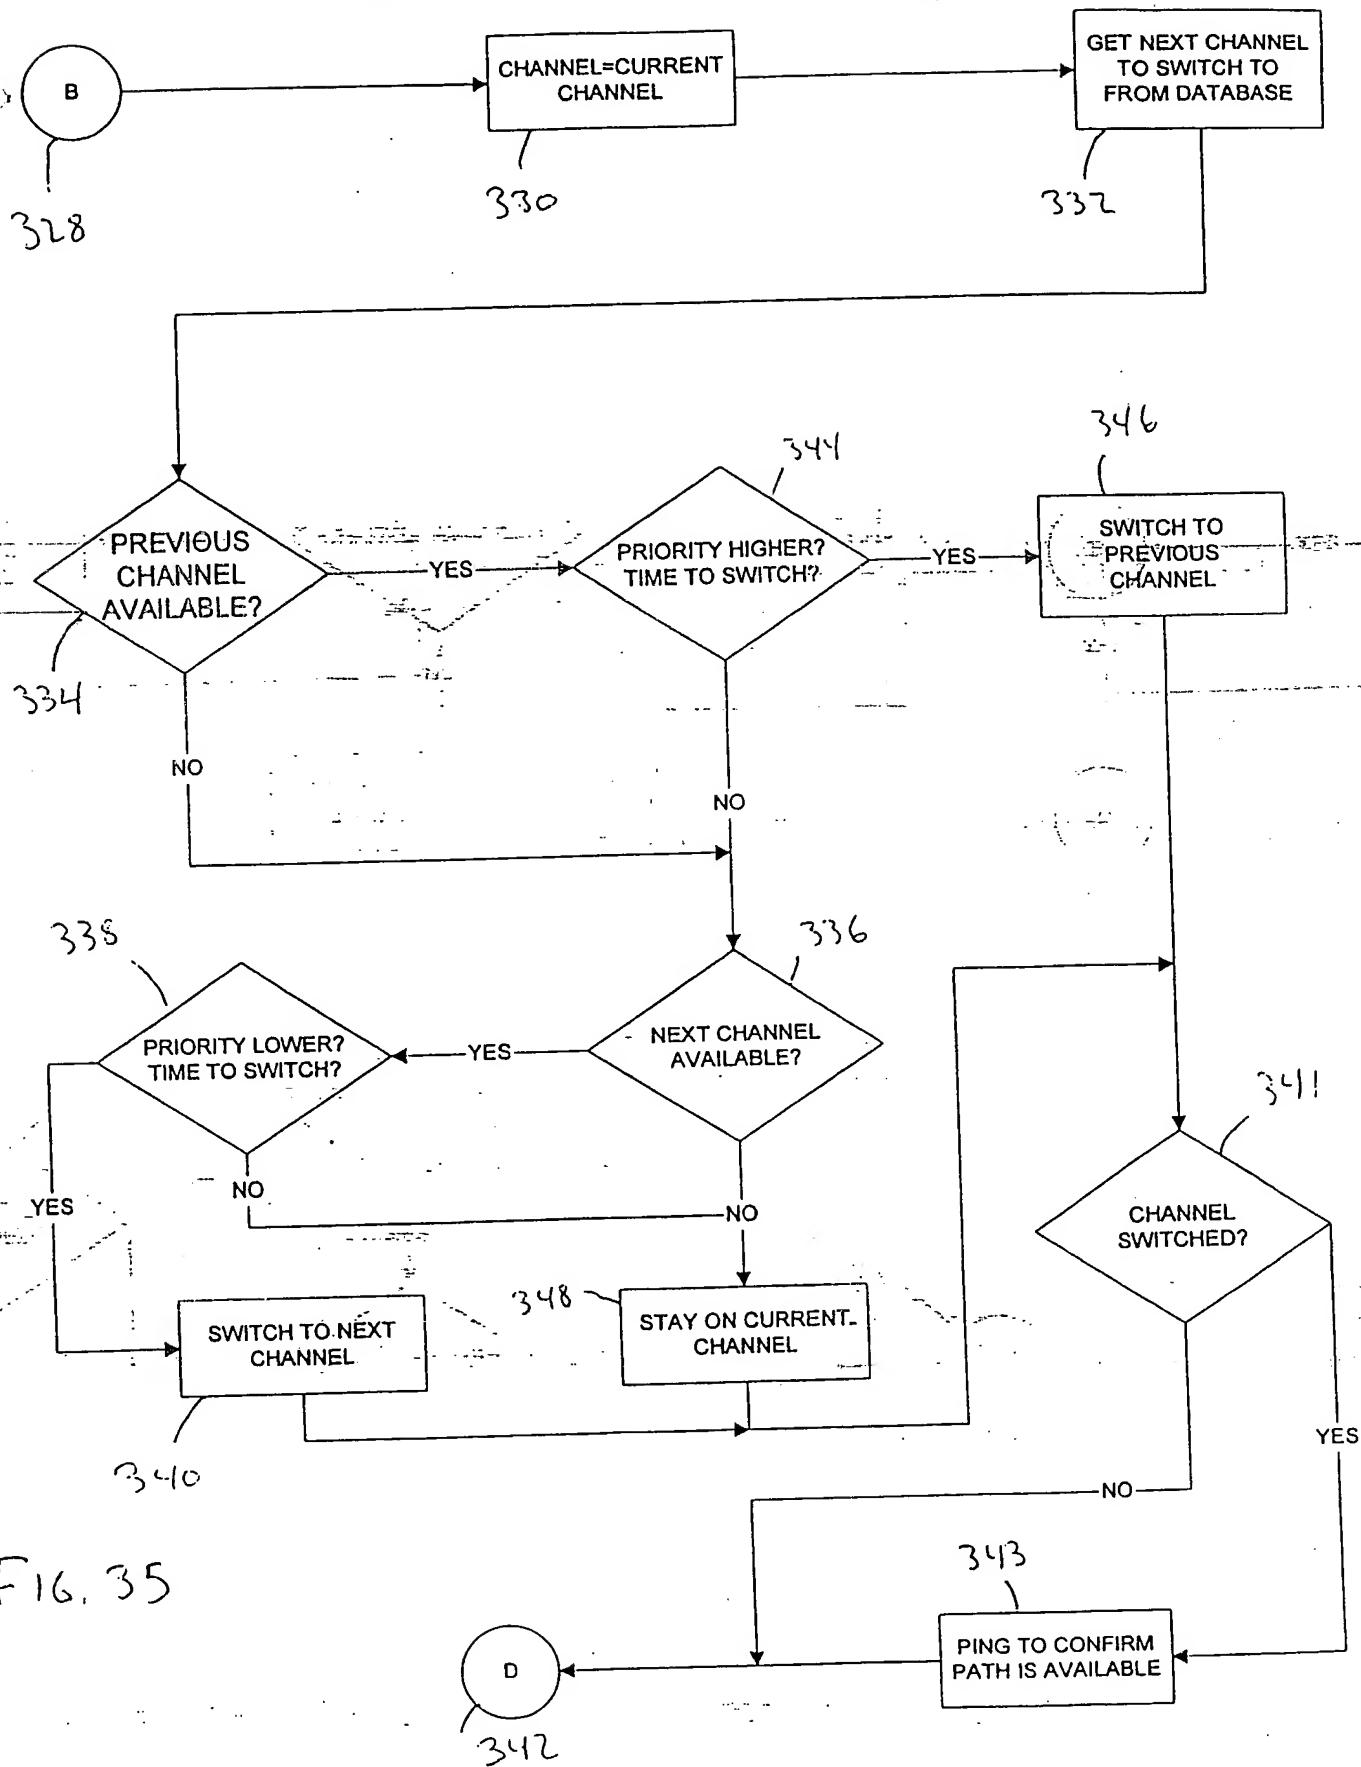 B
CHANNEL=CURRENT
CHANNEL
GET NEXT CHANNEL
TO SWITCH TO
FROM DATABASE
328
330
332
PREVIOUS
CHANNEL
AVAILABLE?
334
YES
344
PRIORITY HIGHER?
TIME TO SWITCH?
YES
346
SWITCH TO
PREVIOUS
CHANNEL
NO
NO
338
PRIORITY LOWER?
TIME TO SWITCH?
YES
336
NEXT CHANNEL
AVAILABLE?
341
CHANNEL
SWITCHED?
YES
NO
NO
SWITCH TO NEXT
CHANNEL
340
348
STAY ON CURRENT
CHANNEL
YES
NO
343
PING TO CONFIRM
PATH IS AVAILABLE
D
342
FIG. 35